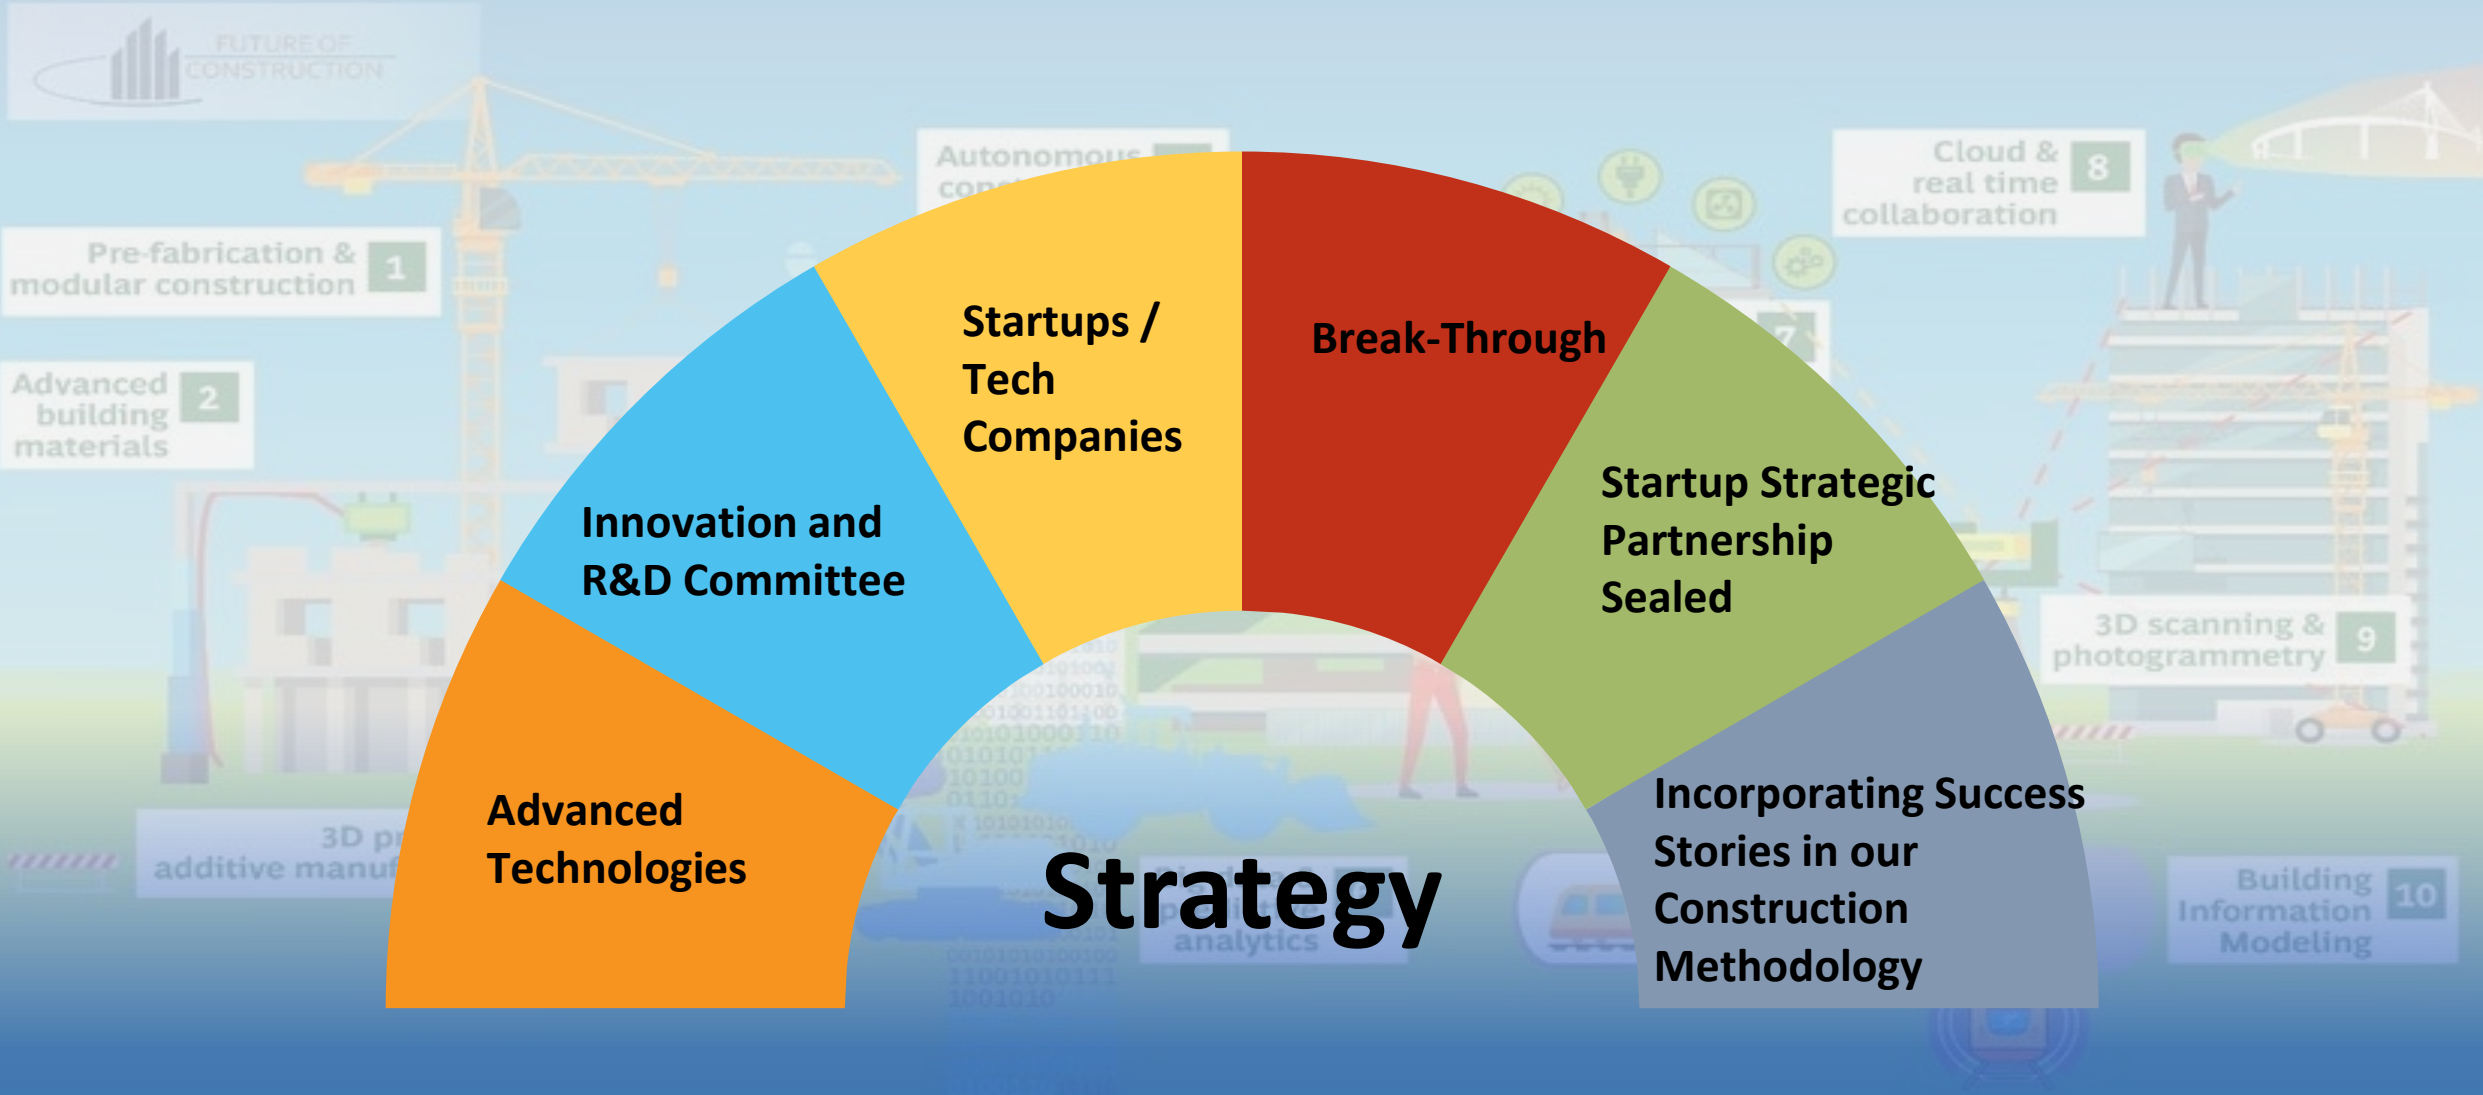 FUTURE OF
CONSTRUCTION
Autonomous
Cloud &
real time
collaboration
8
Pre-fabrication &
modular construction
1
Advanced
building
materials
2
7
Startups /
Tech
Companies
Break-Through
Innovation and
R&D Committee
Startup Strategic
Partnership
Sealed
3D scanning &
photogrammetry
9
Advanced
Technologies
Incorporating Success
Stories in our
Construction
Methodology
3D
additive
Strategy
analytics
Building
Information
Modeling
10